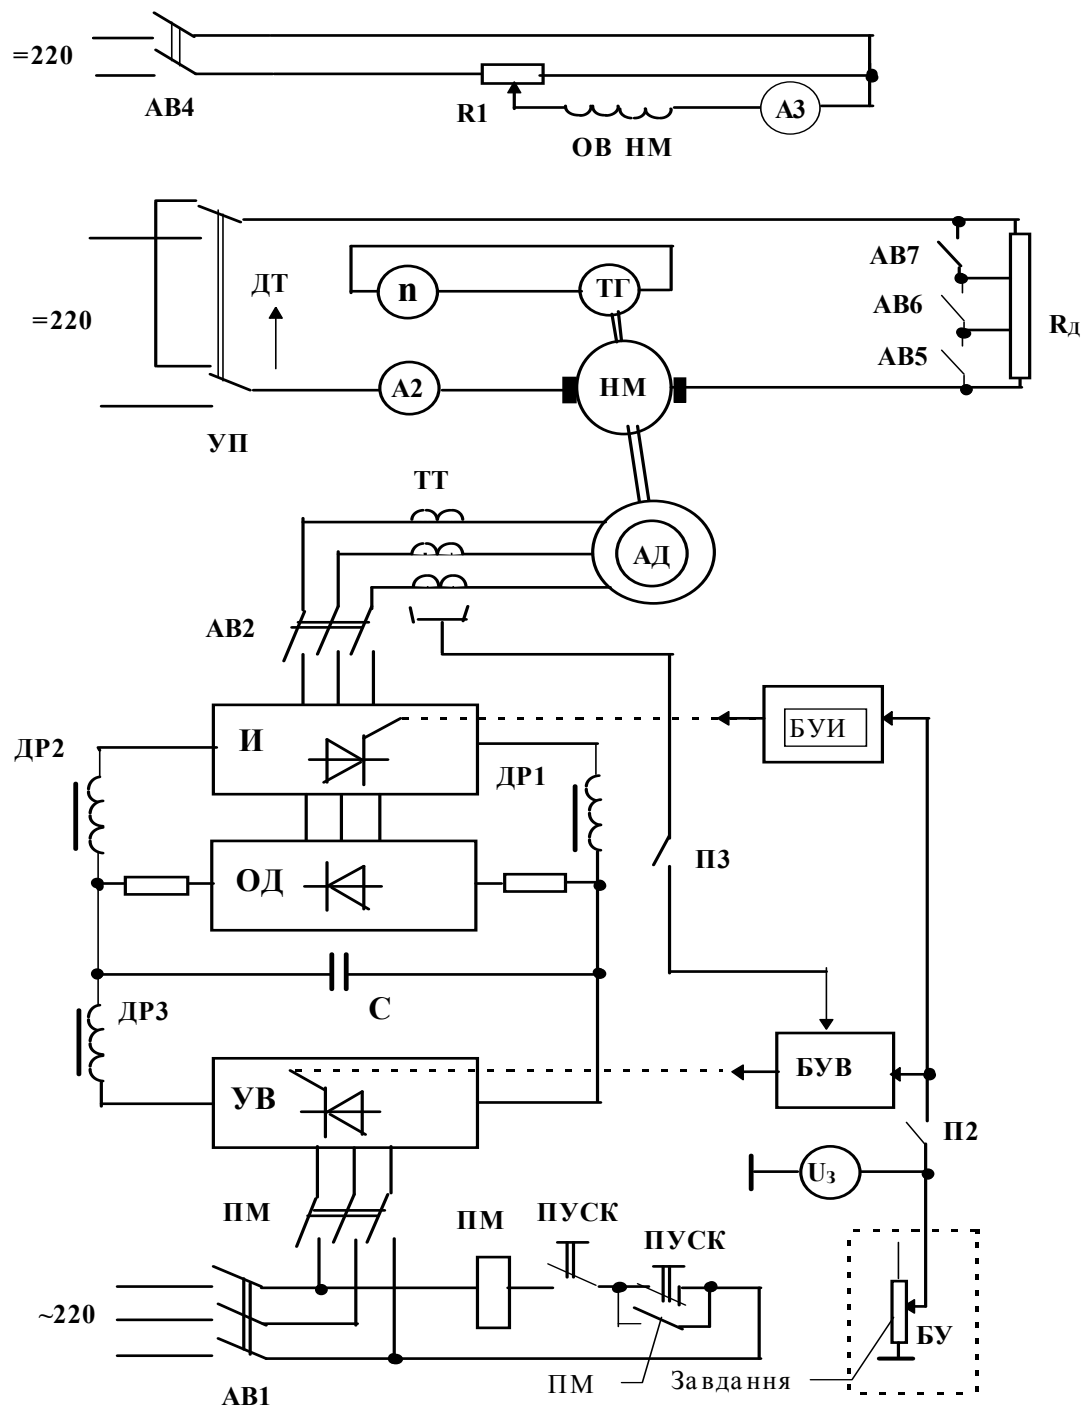 =220
АВ4
R1
А3
ОВ НМ
ДТ
n
ТГ
АВ7
АВ6
АВ5
RД
=220
А2
НМ
УП
ТТ
АД
АВ2
БУИ
И
ДР2
ДР1
П3
ОД
С
ДР3
БУВ
УВ
П2
Uз
ПМ
ПМ
ПУСК
ПУСК
~220
БУ
ПМ
Завдання
АВ1